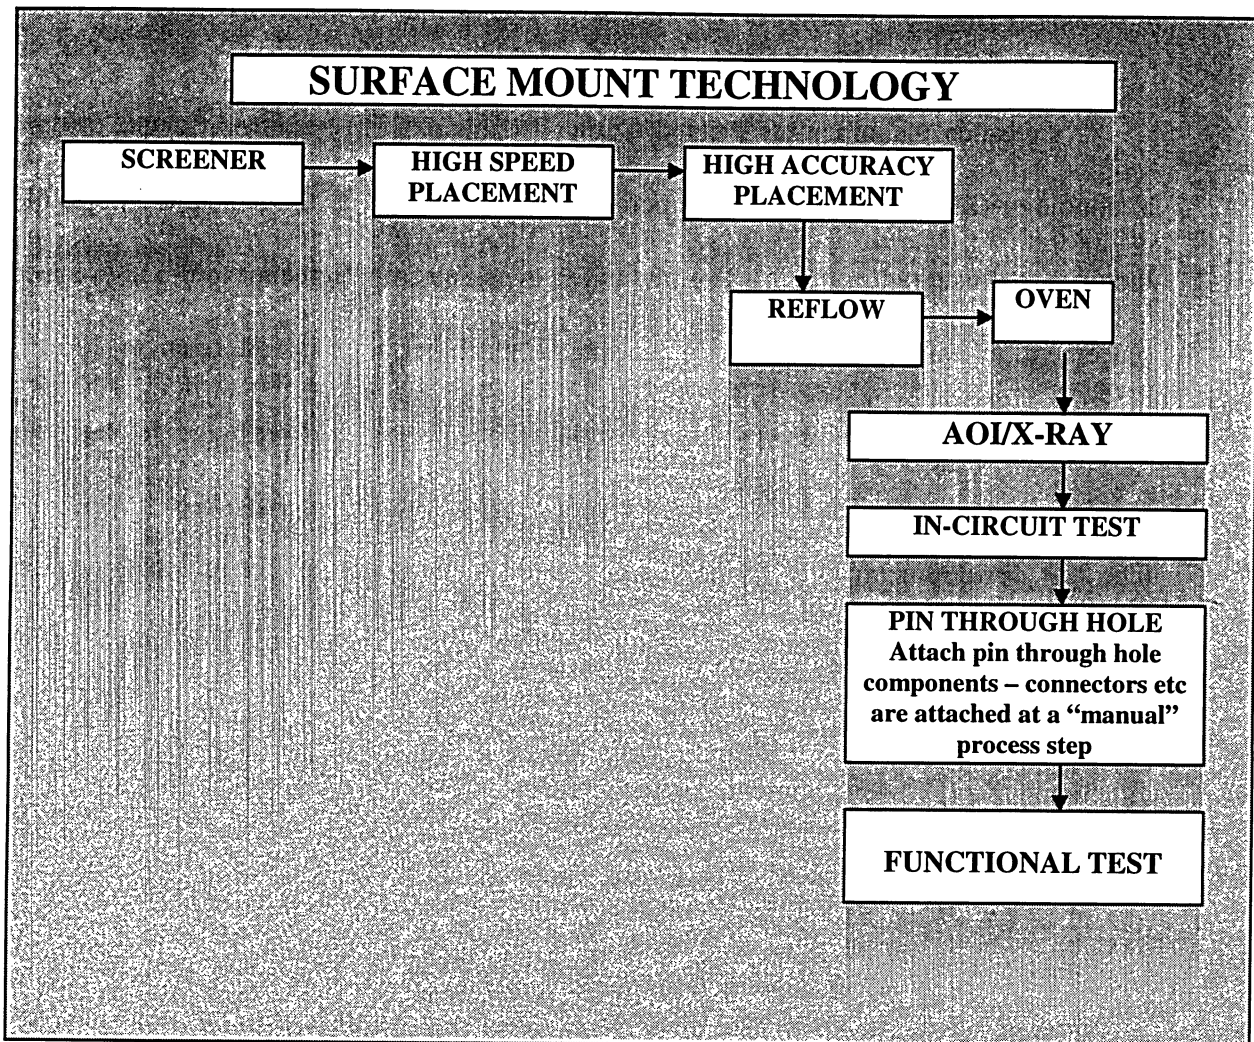 SURFACE MOUNT TECHNOLOGY
SCREENER
HIGH SPEED
PLACEMENT
HIGH ACCURACY
PLACEMENT
REFLOW
OVEN
AOI/X-RAY
IN-CIRCUIT TEST
PIN THROUGH HOLE
Attach pin through hole
components – connectors etc
are attached at a “manual”
process step
FUNCTIONAL TEST